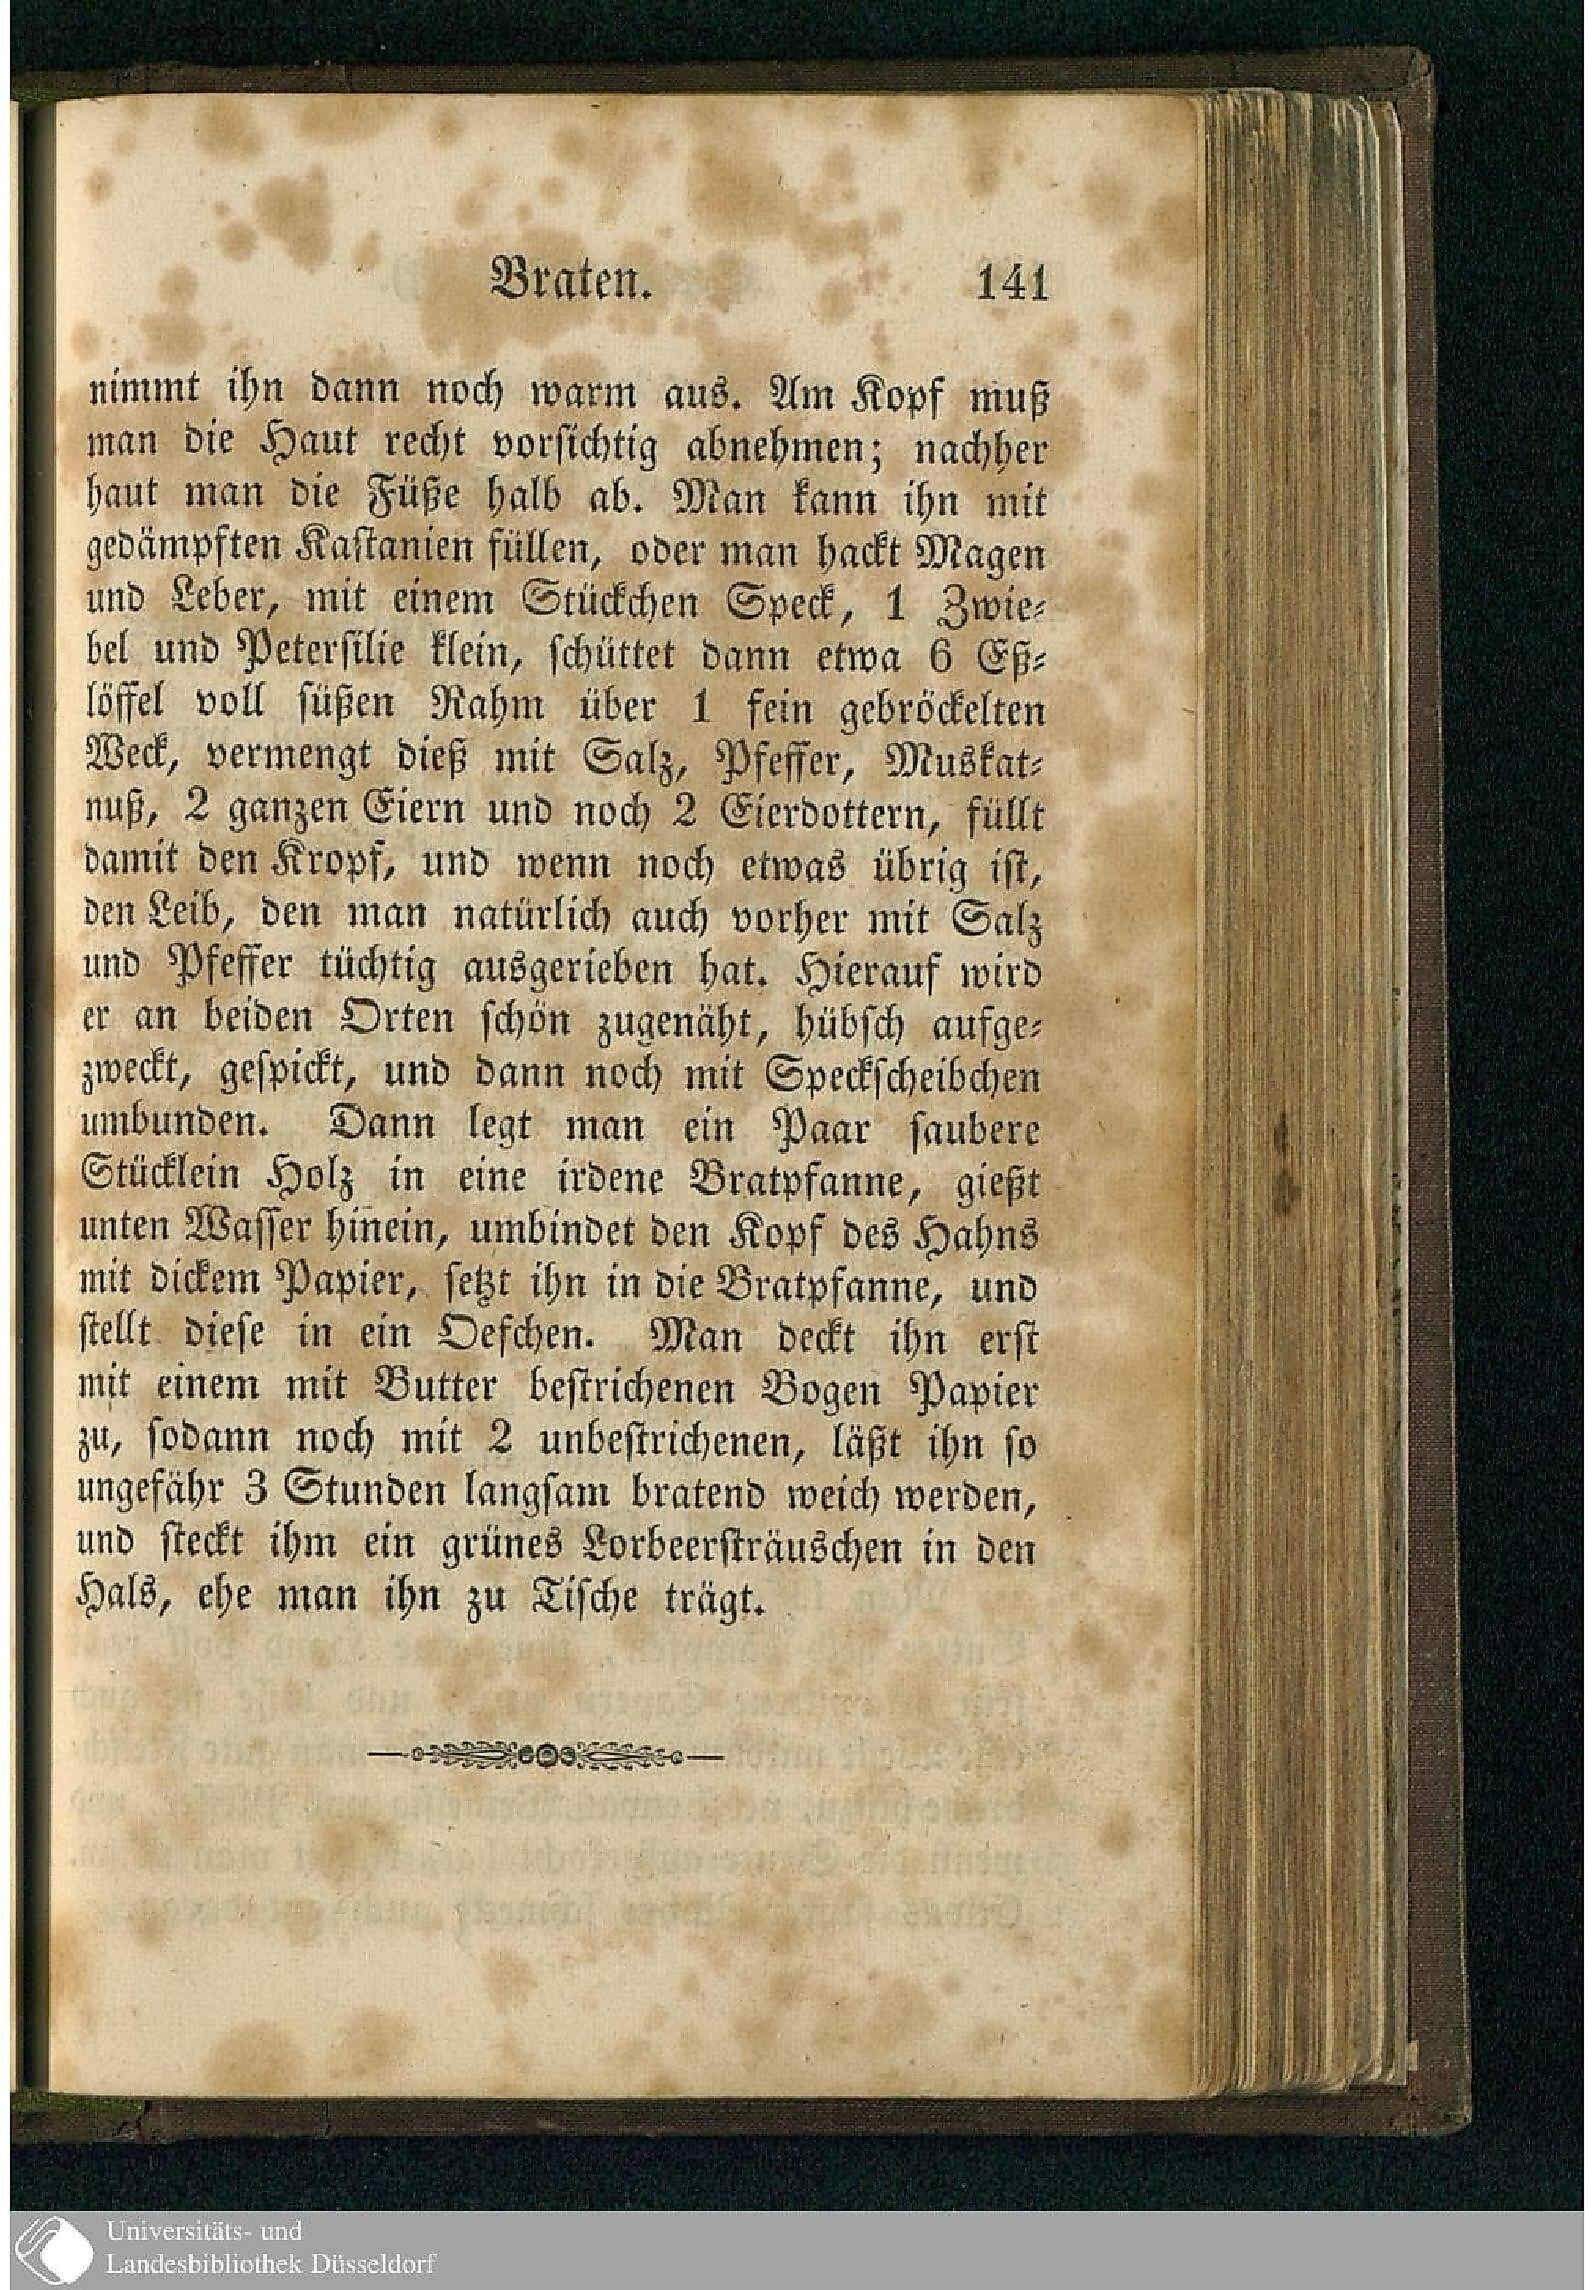 Braten. 141
nimmt ihn dann noch warm aus. Am Kopf muß
man die Haut recht vorsichtig abnehmen; nachher
haut man die Füße halb ab. Man kann ihn mit
gedämpften Kastanien füllen, oder man hackt Magen
und Leber, mit einem Stückchen Speck, 1 Zwie-
bel und Petersilie klein, schüttet dann etwa 6 Eß-
löffel voll süßen Rahm über 1 fein gebröckelten
Weck, vermengt dieß mit Salz, Pfeffer, Muskat-
nuß, 2 ganzen Eiern und noch 2 Eierdottern, füllt
damit den Kropf, und wenn noch etwas übrig ist,
den Leib, den man natürlich auch vorher mit Salz
und Pfeffer tüchtig ausgerieben hat. Hierauf wird
er an beiden Orten schön zugenäht, hübsch aufge-
zweckt, gespickt, und dann noch mit Speckscheibchen
umbunden. Dann legt man ein Paar saubere
Stücklein Holz in eine irdene Bratpfanne, gießt
unten Wasser hinein, umbindet den Kopf des Hahns
mit dickem Papier, setzt ihn in die Bratpfanne, und
stellt diese in ein Oefchen. Man deckt ihn erst
mit einem mit Butter bestrichenen Bogen Papier
zu, sodann noch mit 2 unbestrichenen, läßt ihn so
ungefähr 3 Stunden langsam bratend weich werden,
und steckt ihm ein grünes Lorbeersträuschen in den
Hals, ehe man ihn zu Tische trägt.
Universitäts- und
Landesbibliothek Düsseldorf